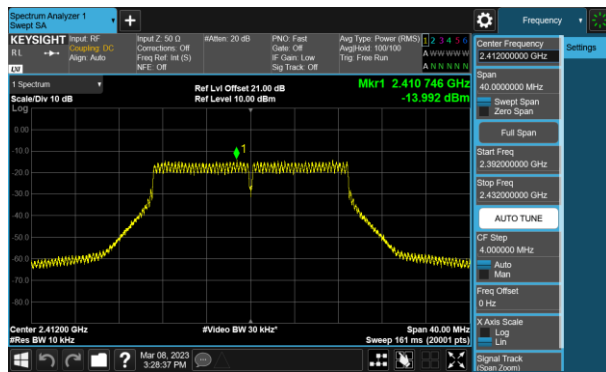 Spectrum Analyzer 1
Swept SA
+
Frequency
KEYSIGHT
RL
Input: RF
Coupling: DC
Align: Auto
Input Z: 50 Ω
Corrections: Off
Freq Ref: Int (S)
NFE: Off
#Atten: 20 dB
PNO: Fast
Gate: Off
IF Gain: Low
Sig Track: Off
Avg Type: Power (RMS)
Avg|Hold: 100/100
Trig: Free Run
1 2 3 4 5 6
A W W W W W
A N N N N N
1 Spectrum
Scale/Div 10 dB
Log
Ref Lvl Offset 21.00 dB
Ref Level 10.00 dBm
Mkr1 2.410 746 GHz
-13.992 dBm
0.00
-10.0
-20.0
-30.0
-40.0
-50.0
-60.0
-70.0
-80.0
1
Center 2.41200 GHz
#Res BW 10 kHz
#Video BW 30 kHz*
Span 40.00 MHz
Sweep 161 ms (20001 pts)
?
Mar 08, 2023
3:28:37 PM
Center Frequency
2.412000000 GHz
Settings
Span
40.0000000 MHz
Swept Span
Zero Span
Full Span
Start Freq
2.392000000 GHz
Stop Freq
2.432000000 GHz
AUTO TUNE
CF Step
4.000000 MHz
Auto
Man
Freq Offset
0 Hz
X Axis Scale
Log
Lin
Signal Track
(Span Zoom)